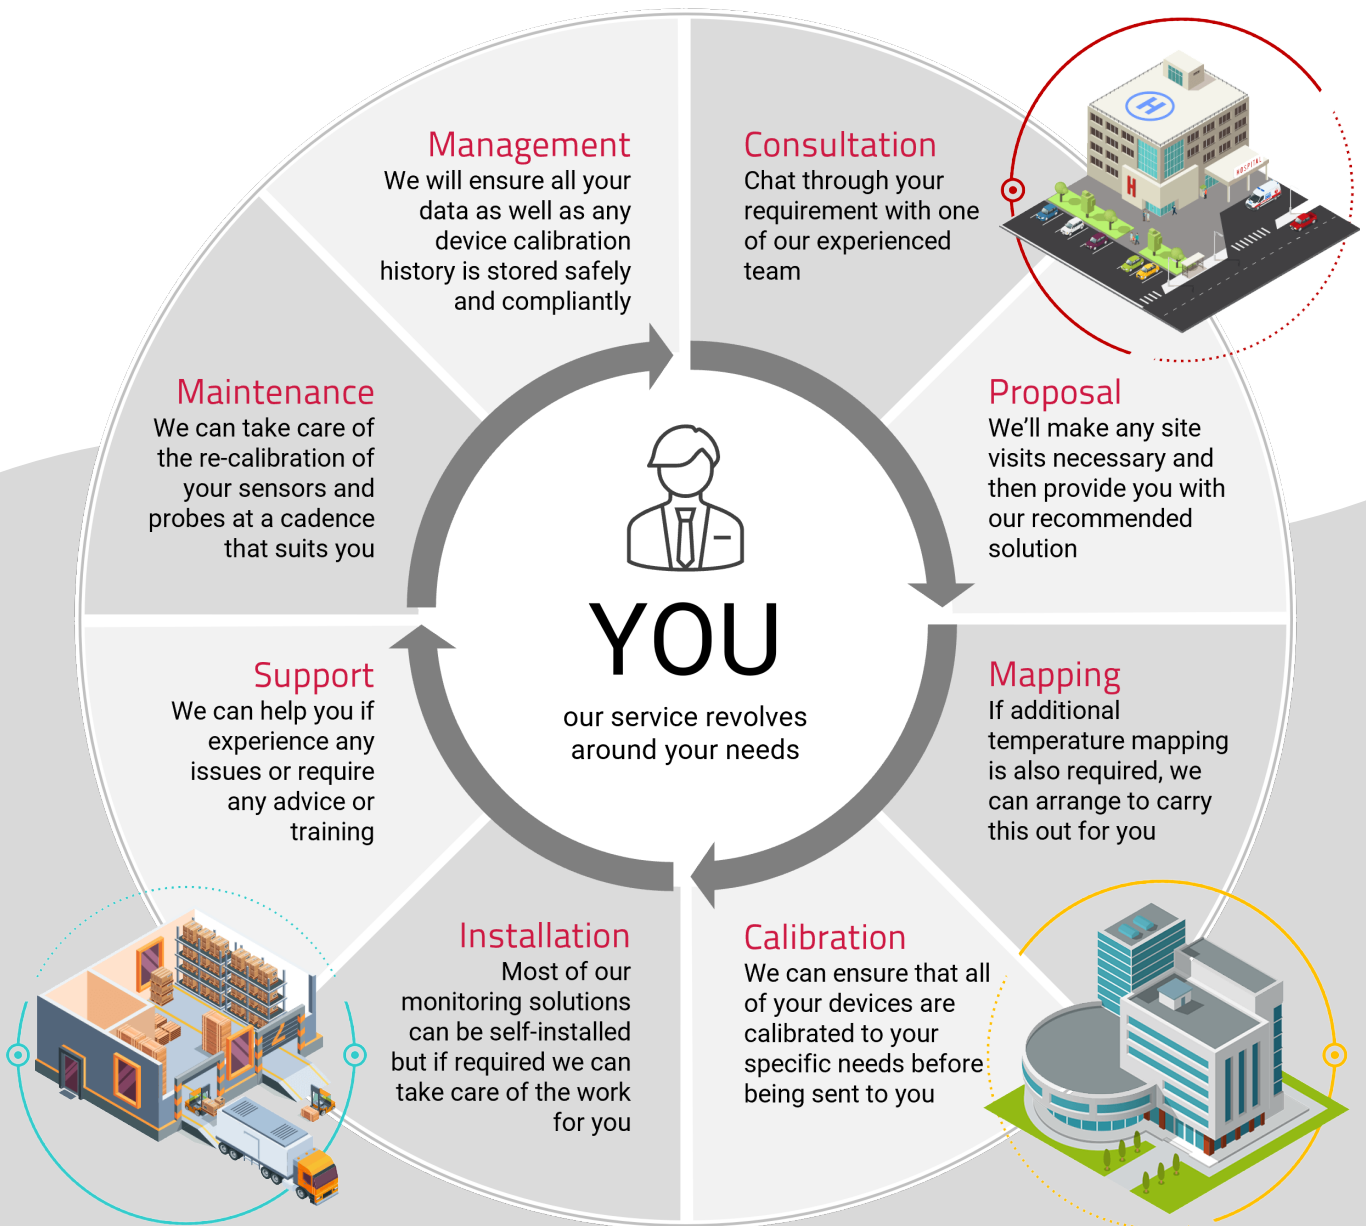 Management
We will ensure all your
data as well as any
device calibration
history is stored safely
and compliantly
Consultation
Chat through your
requirement with one
of our experienced
team
H
H
HOSPITAL
Maintenance
We can take care of
the re-calibration of
your sensors and
probes at a cadence
that suits you
Proposal
We’ll make any site
visits necessary and
then provide you with
our recommended
solution
YOU
our service revolves
around your needs
Support
We can help you if
experience any
issues or require
any advice or
training
Mapping
If additional
temperature mapping
is also required, we
can arrange to carry
this out for you
Installation
Most of our
monitoring solutions
can be self-installed
but if required we can
take care of the work
for you
Calibration
We can ensure that all
of your devices are
calibrated to your
specific needs before
being sent to you